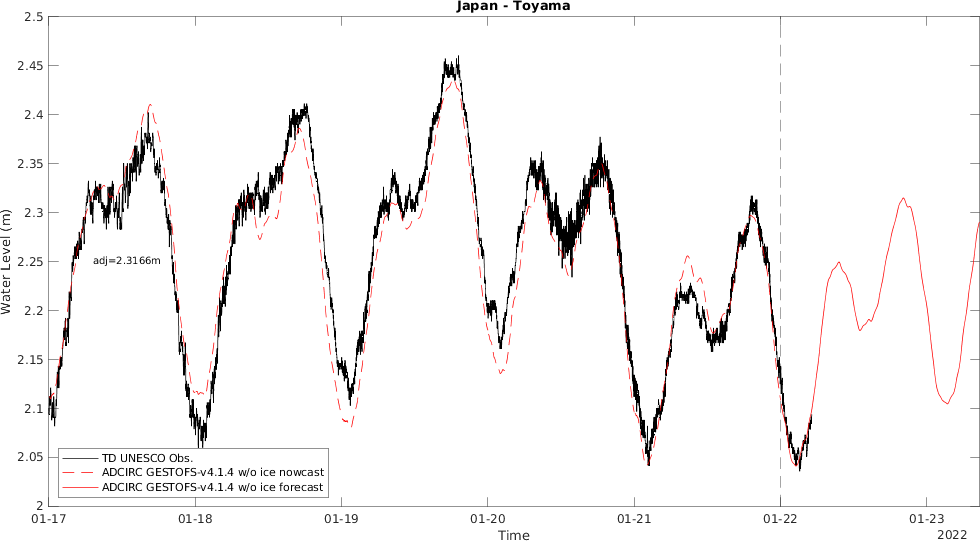 Japan - Toyama
2.5
2.45
2.4
2.35
2.3
2.25
2.2
2.15
2.1
2.05
2
Water Level (m)
adj=2.3166m
TD UNESCO Obs.
ADCIRC GESTOFS-v4.1.4 w/o ice nowcast
ADCIRC GESTOFS-v4.1.4 w/o ice forecast
01-17 01-18 01-19 01-20 01-21 01-22 01-23
Time
2022